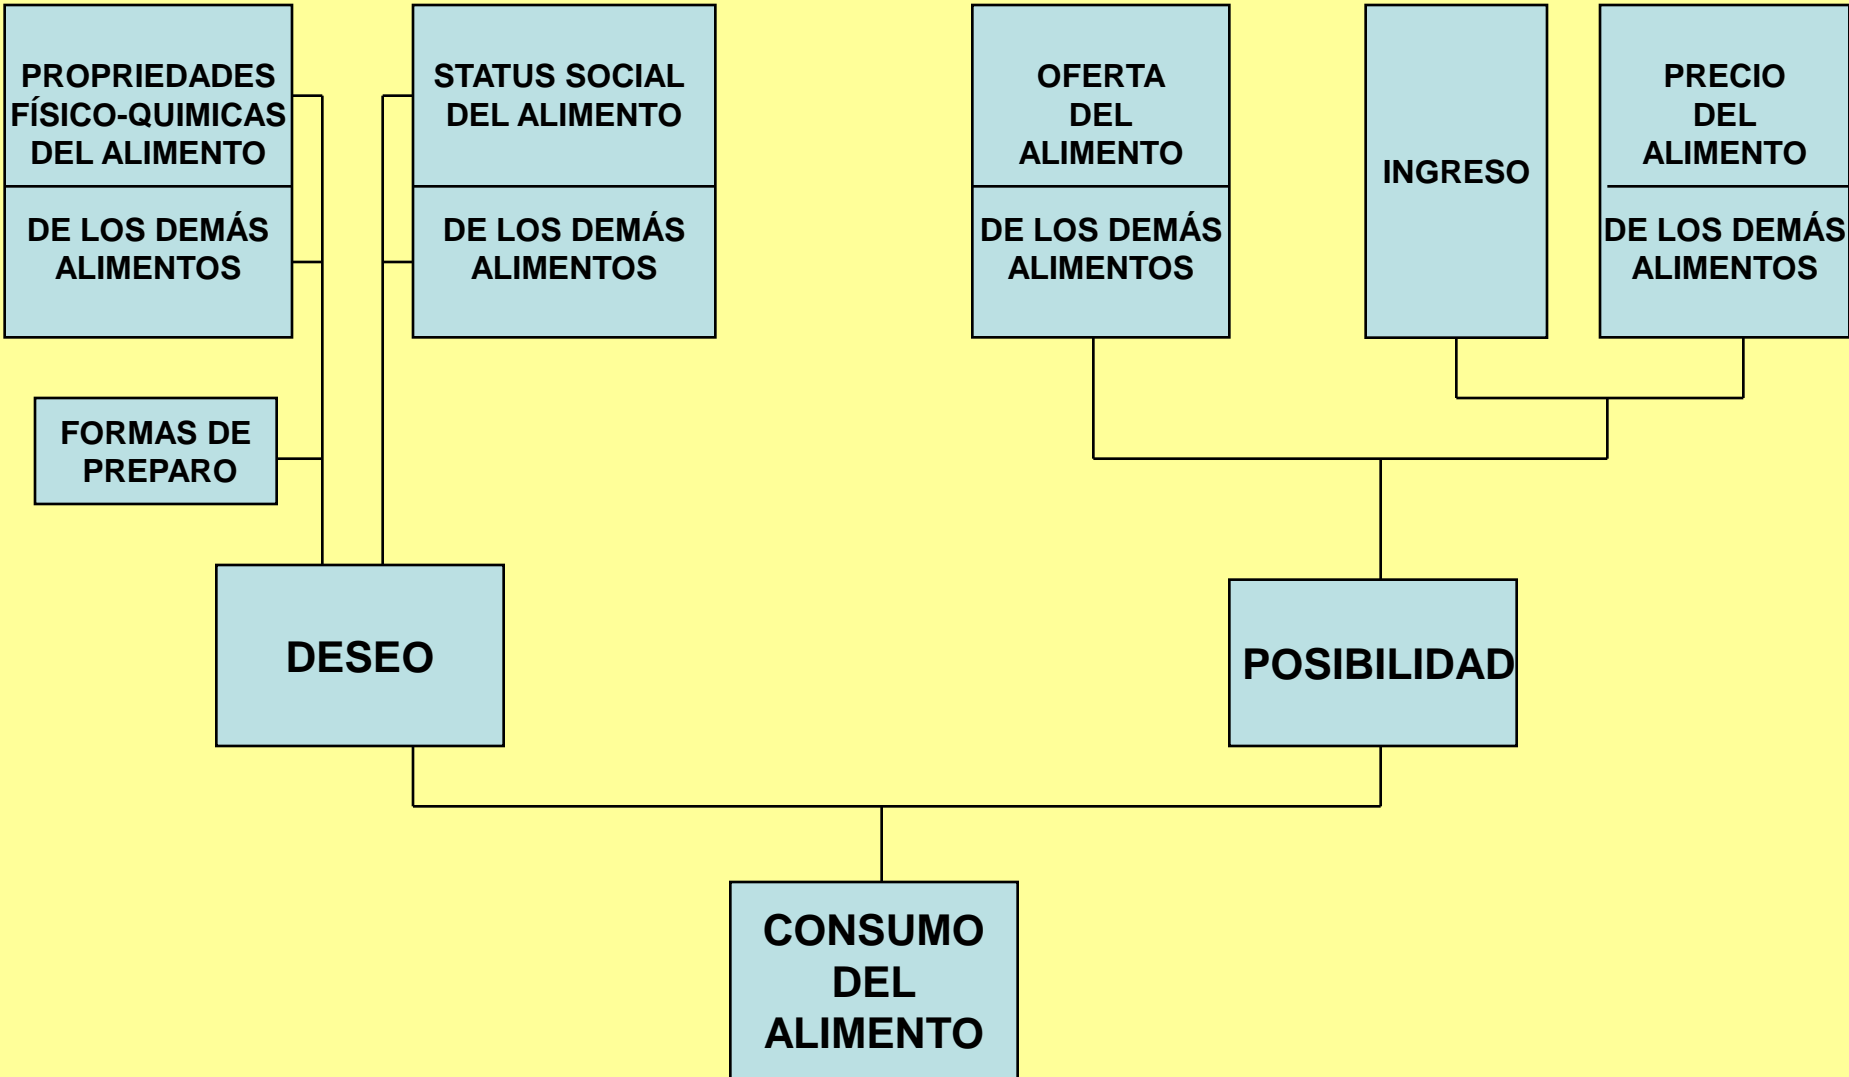 PROPRIEDADES
FÍSICO-QUIMICAS
DEL ALIMENTO
DE LOS DEMÁS
ALIMENTOS
STATUS SOCIAL
DEL ALIMENTO
DE LOS DEMÁS
ALIMENTOS
OFERTA
DEL
ALIMENTO
DE LOS DEMÁS
ALIMENTOS
INGRESO
PRECIO
DEL
ALIMENTO
DE LOS DEMÁS
ALIMENTOS
FORMAS DE
PREPARO
DESEO
POSIBILIDAD
CONSUMO
DEL
ALIMENTO